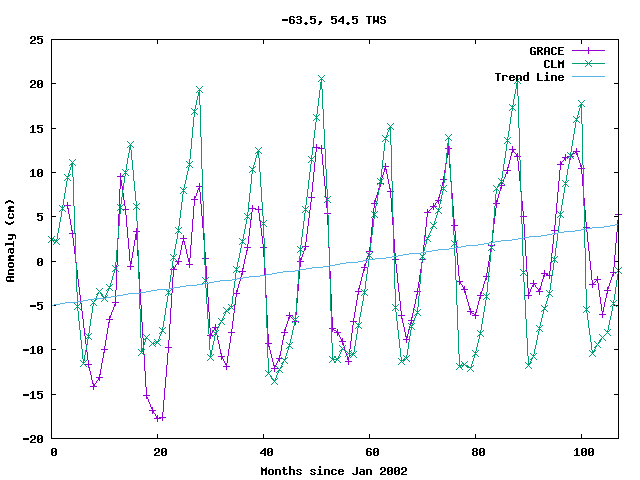 -63.5, 54.5 TWS
GRACE
CLM
Trend Line
Anomaly (cm)
25
20
15
10
5
0
-5
-10
-15
-20
0 20 40 60 80 100
Months since Jan 2002